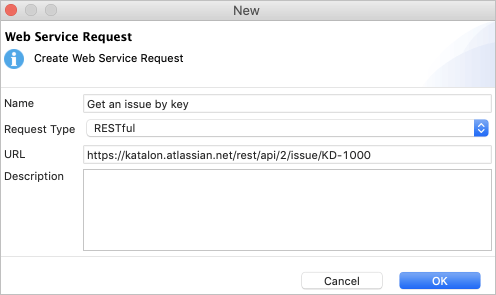 New
Web Service Request
Create Web Service Request
Name Get an issue by key
Request Type RESTful
URL https://katalon.atlassian.net/rest/api/2/issue/KD-1000
Description
Cancel OK